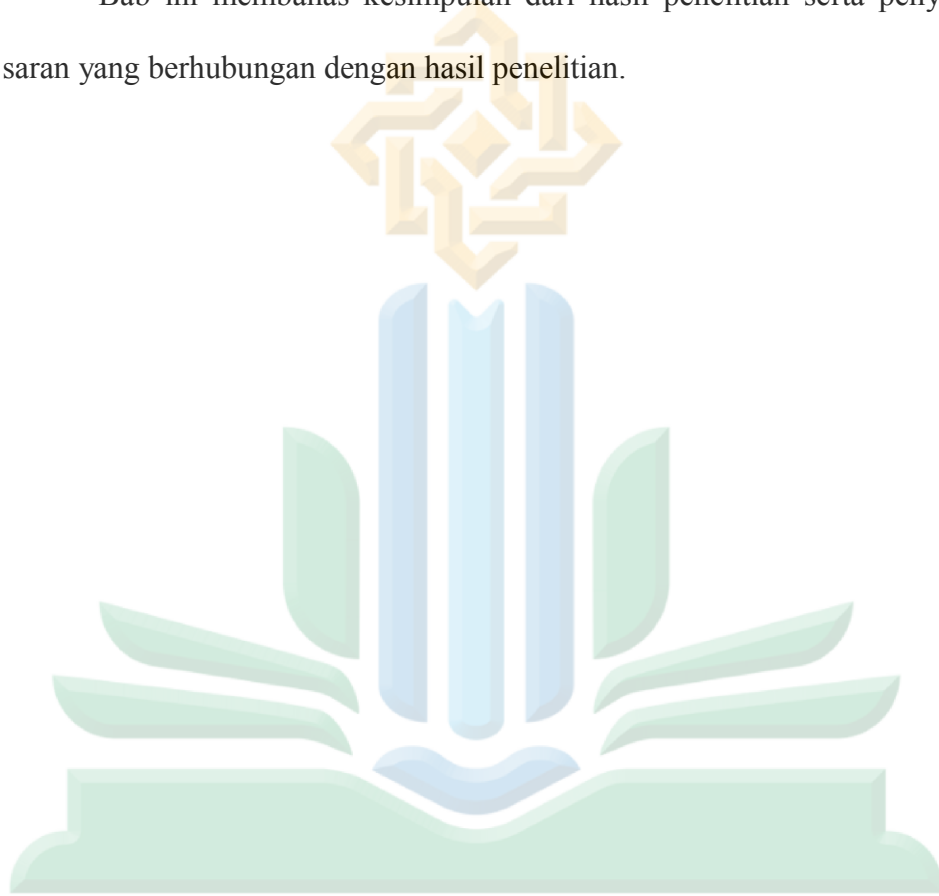 Bab ini membahas kesimpulan dari hasil penelitian serta
saran yang berhubungan dengan hasil penelitian.